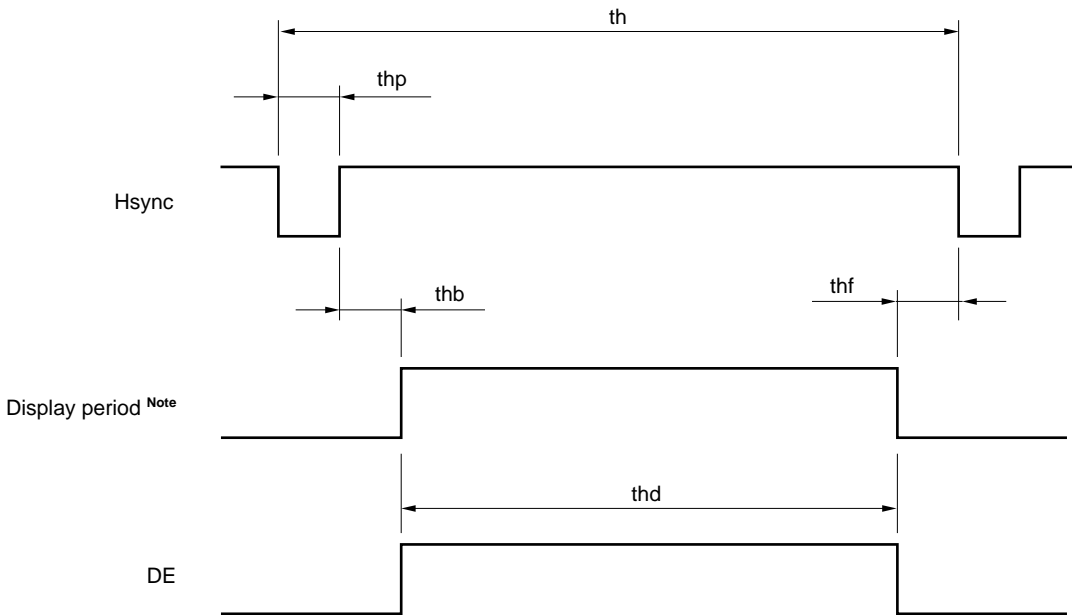 th
thp
Hsync
thb
thf
Display period Note
thd
DE